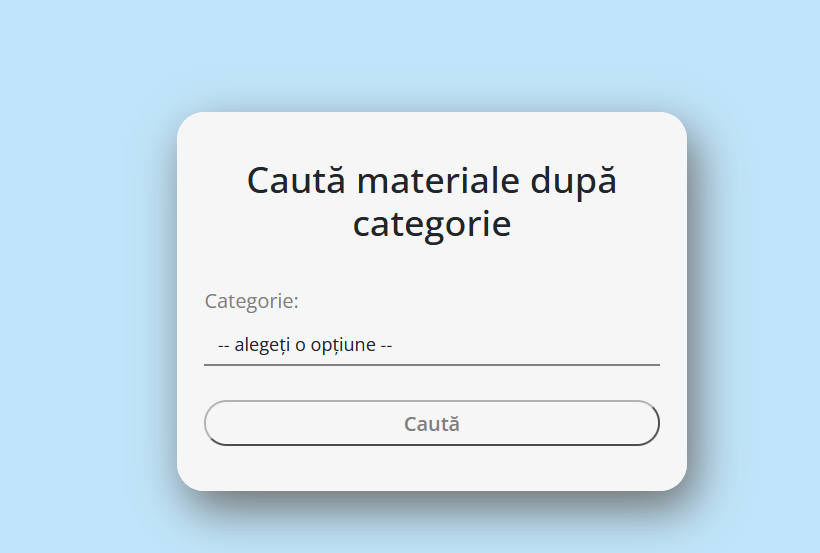 Caută materiale după
categorie
Categorie:
-- alegeți o opțiune --
Caută